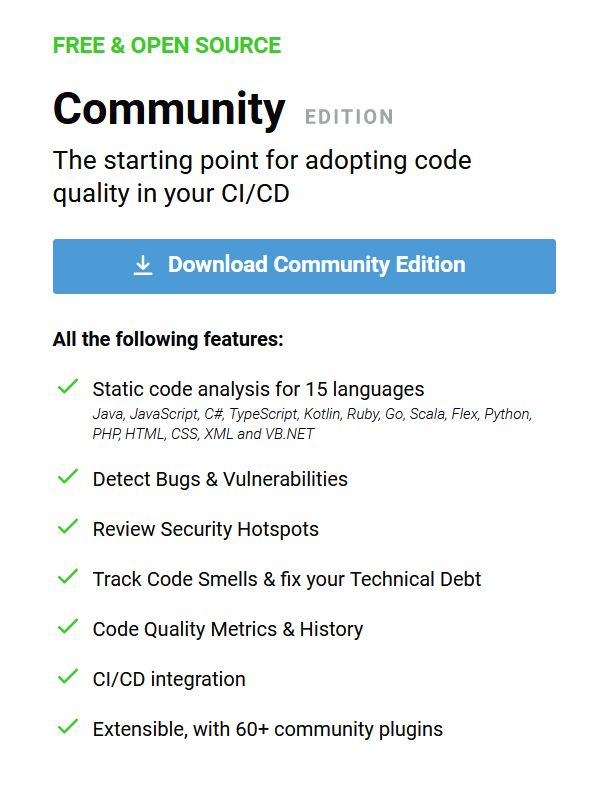 FREE & OPEN SOURCE
Community EDITION
The starting point for adopting code
quality in your CI/CD
Download Community Edition
All the following features:
Static code analysis for 15 languages
Java, JavaScript, C#, TypeScript, Kotlin, Ruby, Go, Scala, Flex, Python,
PHP, HTML, CSS, XML and VB.NET
Detect Bugs & Vulnerabilities
Review Security Hotspots
Track Code Smells & fix your Technical Debt
Code Quality Metrics & History
CI/CD integration
Extensible, with 60+ community plugins